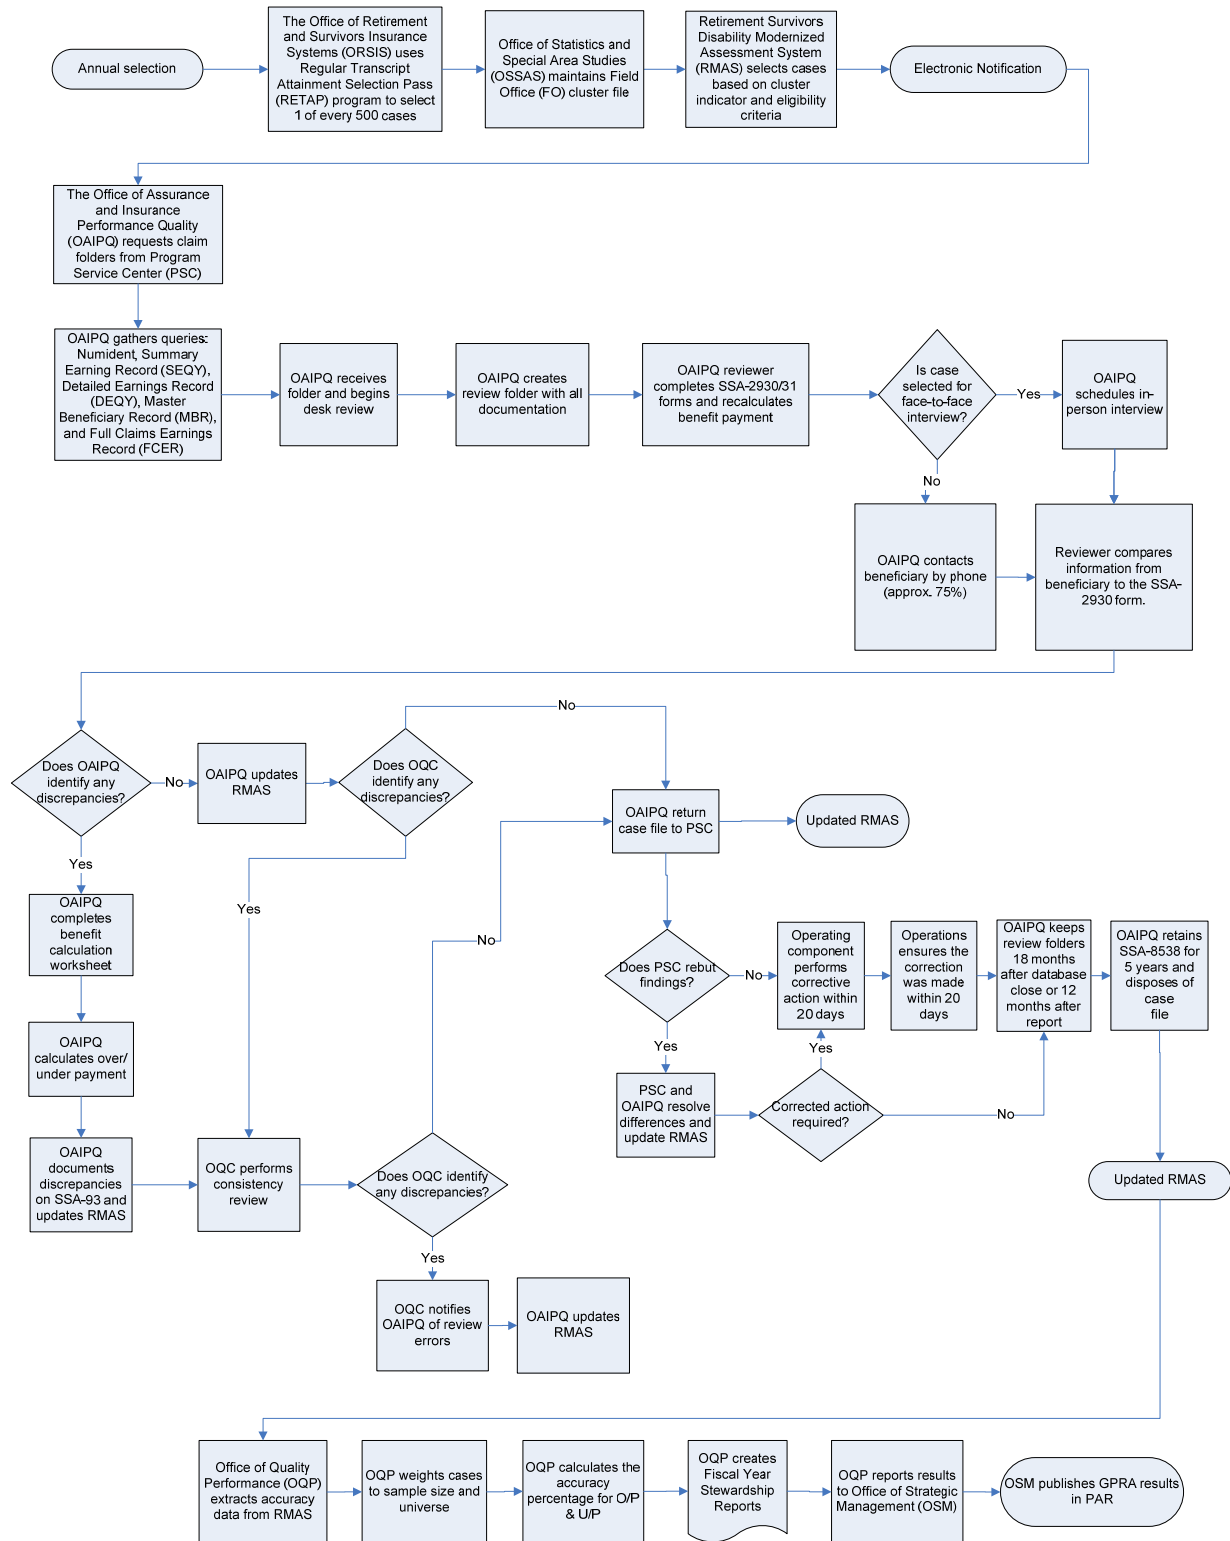 Annual selection
The Office of Retirement
and Survivors Insurance
Systems (ORSIS) uses
Regular Transcript
Attainment Selection Pass
(RETAP) program to select
1 of every 500 cases
Office of Statistics and
Special Area Studies
(OSSAS) maintains Field
Office (FO) cluster file
Retirement Survivors
Disability Modernized
Assessment System
(RMAS) selects cases
based on cluster
indicator and eligibility
criteria
Electronic Notification
The Office of Assurance
and Insurance
Performance Quality
(OAIPQ) requests claim
folders from Program
Service Center (PSC)
OAIPQ gathers queries:
Numident, Summary
Earning Record (SEQY),
Detailed Earnings Record
(DEQY), Master
Beneficiary Record (MBR),
and Full Claims Earnings
Record (FCER)
OAIPQ receives
folder and begins
desk review
OAIPQ creates
review folder with all
documentation
OAIPQ reviewer
completes SSA-2930/31
forms and recalculates
benefit payment
Is case
selected for
face-to-face
interview?
Yes
OAIPQ
schedules in-
person interview
No
OAIPQ contacts
beneficiary by phone
(approx. 75%)
Reviewer compares
information from
beneficiary to the SSA-
2930 form.
Does OAIPQ
identify any
discrepancies?
No
OAIPQ updates
RMAS
Does OQC
identify any
discrepancies?
No
OAIPQ return
case file to PSC
Updated RMAS
Yes
OAIPQ
completes
benefit
calculation
worksheet
Yes
No
Does PSC rebut
findings?
No
Operating
component
performs
corrective
action within
20 days
Operations
ensures the
correction
was made
within 20
days
OAIPQ keeps
review folders
18 months
after database
close or 12
months after
report
OAIPQ retains
SSA-8538 for
5 years and
disposes of
case
file
OAIPQ
calculates over/
under payment
Yes
PSC and
OAIPQ resolve
differences and
update RMAS
Yes
Corrected action
required?
No
OAIPQ
documents
discrepancies
on SSA-93 and
updates RMAS
OQC performs
consistency
review
Does OQC identify
any discrepancies?
Updated RMAS
Yes
OQC notifies
OAIPQ of review
errors
OAIPQ updates
RMAS
Office of Quality
Performance (OQP)
extracts accuracy
data from RMAS
OQP weights cases
to sample size and
universe
OQP calculates the
accuracy
percentage for O/P
& U/P
OQP creates
Fiscal Year
Stewardship
Reports
OQP reports results
to Office of Strategic
Management (OSM)
OSM publishes GPRA results
in PAR